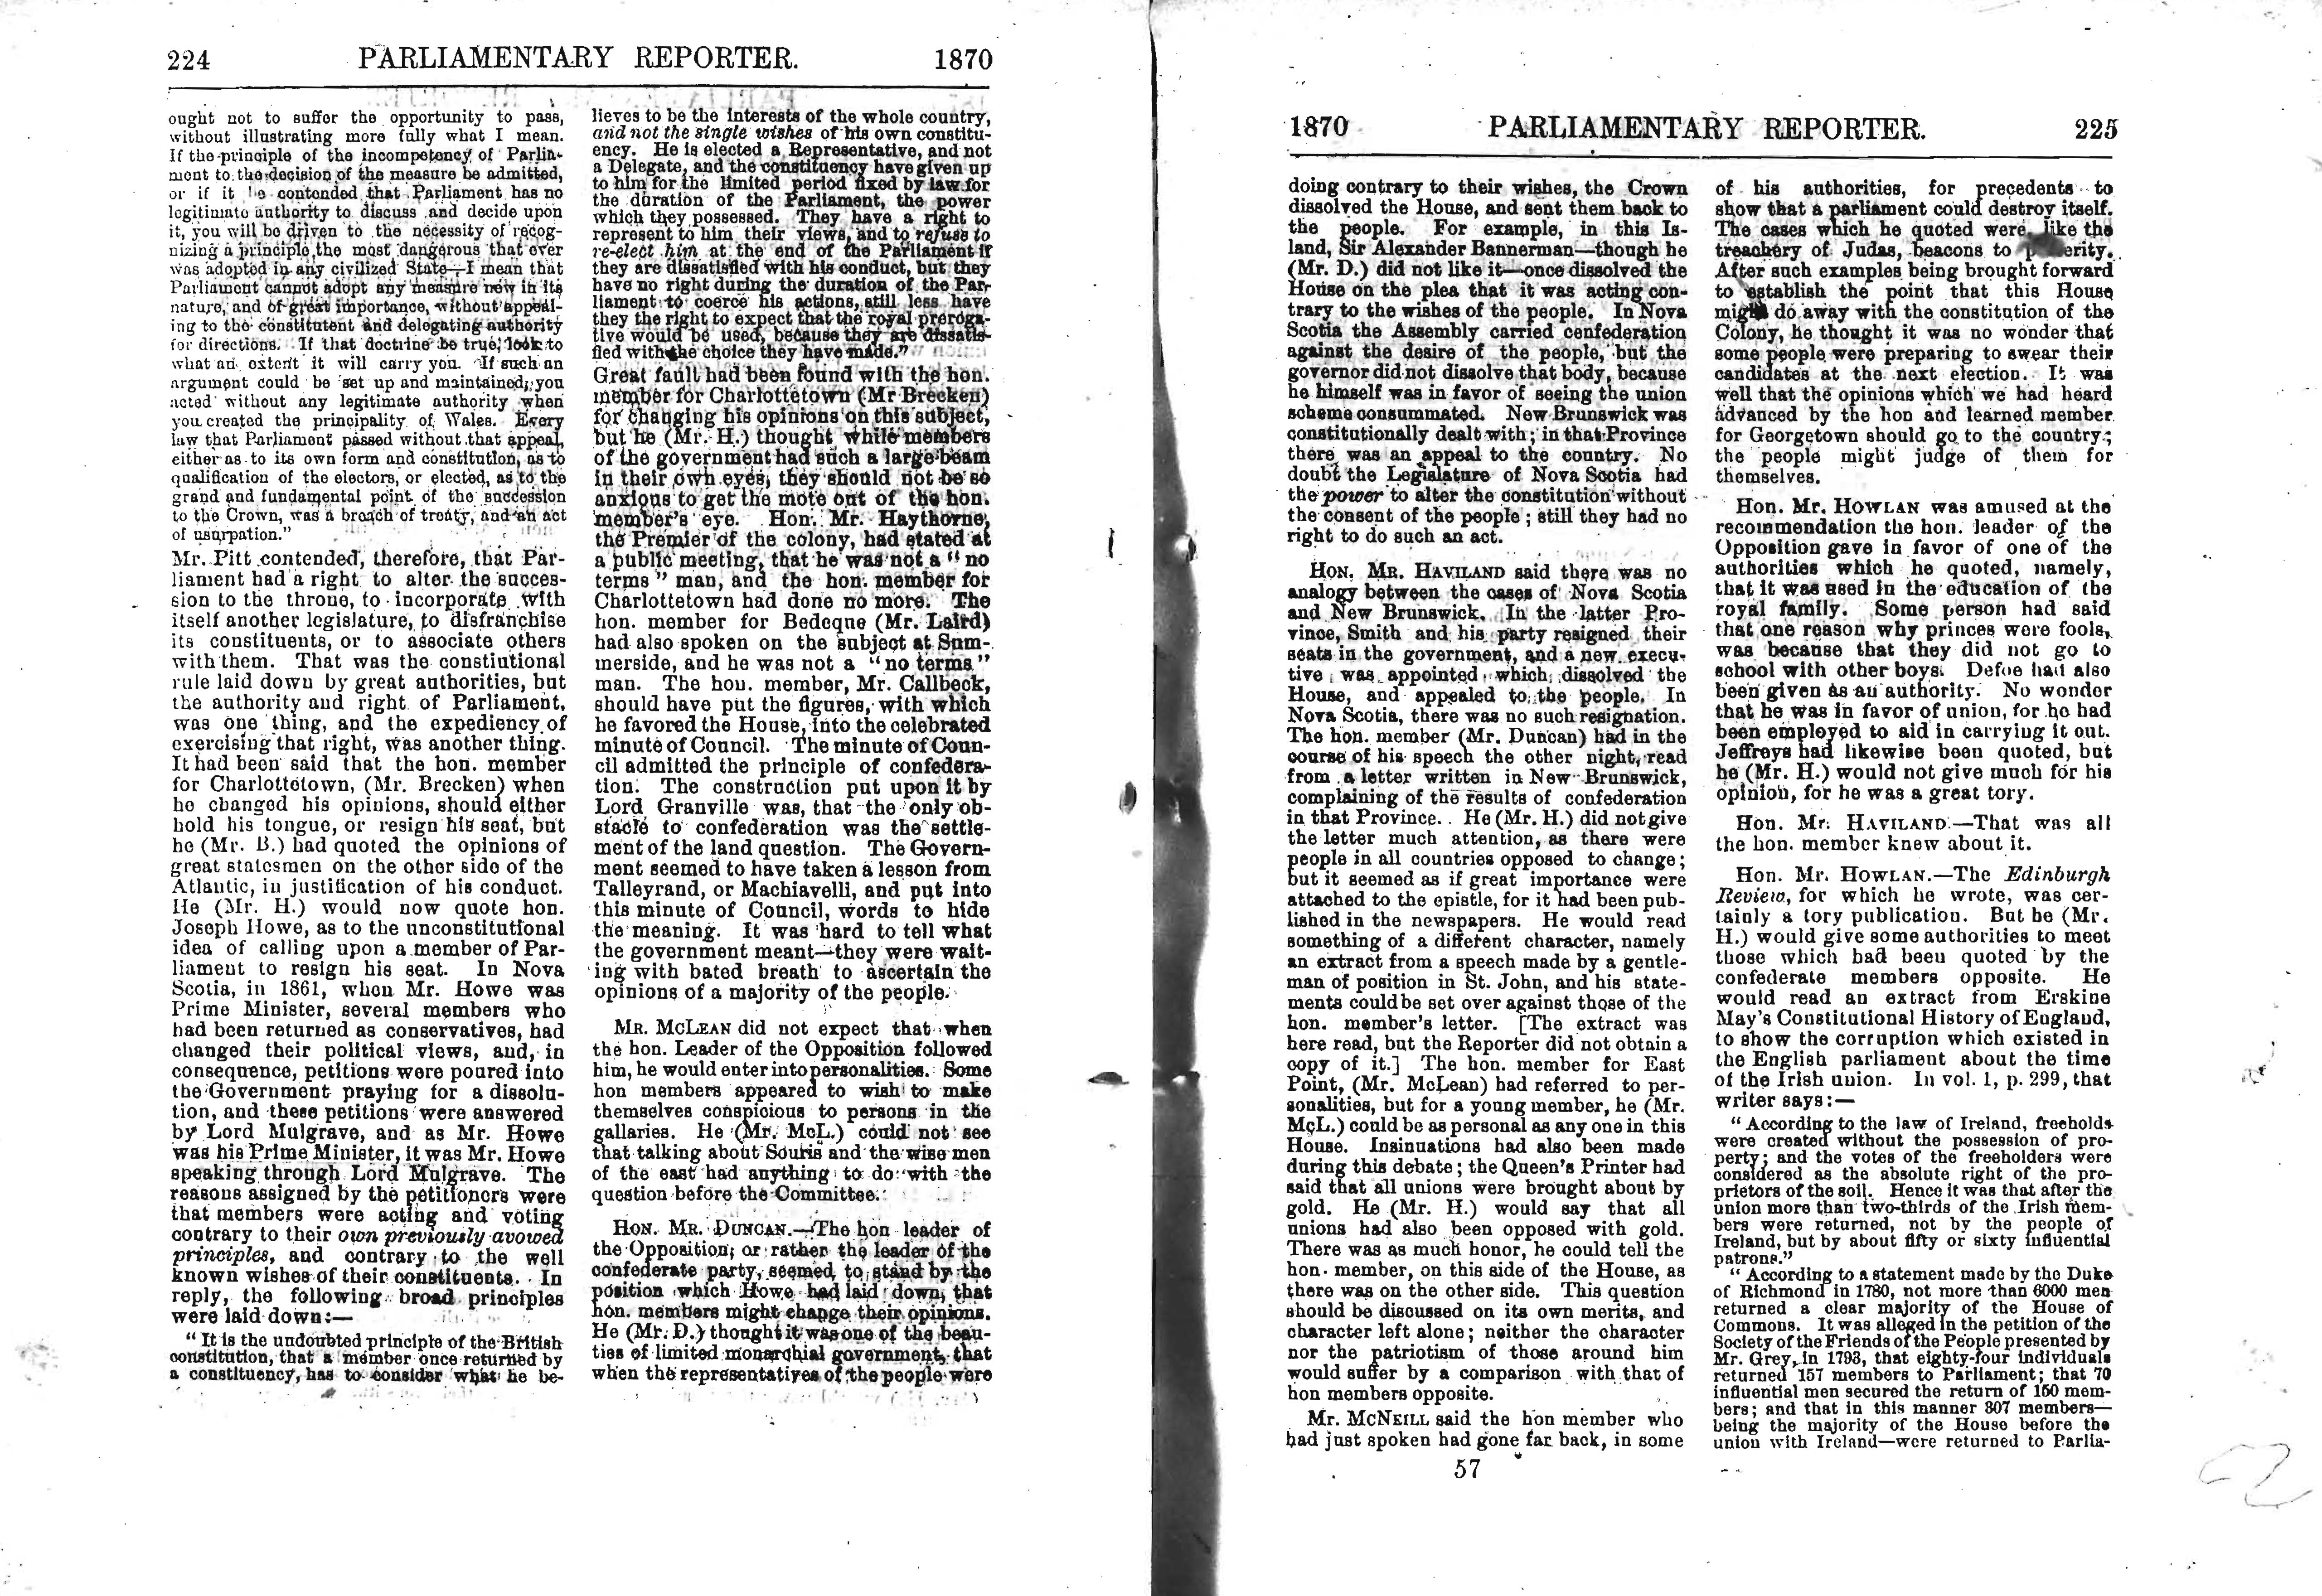 224 PARLIAMENTARY REPORTER. 1870
ought not to suffer the opportunity to pass,
without illustrating more fully what I mean.
If the principle of the incompetency of Parlia-
ment to the decision of the measure be admitted,
or if it be contended that Parliament has no
legitimate authority to discuss and decide upon
it, you will be driven to the necessity of recog-
nizing a principle the most dangerous that ever
was adopted in any civilized State—I mean that
Parliament cannot adopt any measure new in its
nature, and of great importance, without appeal-
ing to the constitutent and delegating authority
for directions. If that doctrine be true, look to
what an extent it will carry you. If such an
argument could be set up and maintained, you
acted without any legitimate authority when
you created the principality of Wales. Every
law that Parliament passed without that appeal,
either as to its own form and constitution, as to
qualification of the electors, or elected, as to the
grand and fundamental point of the succession
to the Crown, was a breach of treaty, and an act
of usurpation."
Mr. Pitt contended, therefore, that Par-
liament had a right to alter the succes-
sion to the throne, to incorporate with
itself another legislature, to disfranchise
its constituents, or to associate others
with them. That was the constiutional
rule laid down by great authorities, but
the authority and right of Parliament,
was one thing, and the expediency of
exercising that right, was another thing.
It had been said that the hon. member
for Charlottetown, (Mr. Brecken) when
he changed his opinions, should either
hold his tongue, or resign his seat, but
he (Mr. B.) had quoted the opinions of
great statesmen on the other side of the
Atlantic, in justification of his conduct.
He (Mr. H.) would now quote hon.
Joseph Howe, as to the unconstitutional
idea of calling upon a member of Par-
liament to resign his seat. In Nova
Scotia, in 1861, when Mr. Howe was
Prime Minister, several members who
had been returned as conservatives, had
changed their political views, and, in
consequence, petitions were poured into
the Government praying for a dissolu-
tion, and these petitions were answered
by Lord Mulgrave, and as Mr. Howe
was his Prime Minister, it was Mr. Howe
speaking through Lord Mulgrave. The
reasons assigned by the petitioners were
that members were acting and voting
contrary to their own previously avowed
principles, and contrary to the well
known wishes of their constituents. In
reply, the following broad principles
were laid down:—
"It is the undoubted principle of the British
constitution, that a member once returned by
a constituency, has to consider what he be-
lieves to be the interests of the whole country,
and not the single wishes of his own constitu-
ency. He is elected a Representative, and not
a Delegate, and the constituency have given up
to him for the limited period fixed by law for
the duration of the Parliament, the power
which they possessed. They have a right to
represent to him their views, and to refuse to
re-elect him at the end of the Parliament if
they are dissatisfied with his conduct, but they
have no right during the duration of the Par-
liament to coerce his actions, still less have
they the right to expect that the royal preroga-
tive would be used, because they are dissatis-
fied with the choice they have made."
Great fault had been found with the hon.
member for Charlottetown (Mr Brecken)
for changing his opinions on this subject,
but he (Mr. H.) thought while members
of the government had such a large beam
in their own eyes, they should not be so
anxious to get the mote out of the hon.
member's eye. Hon. Mr. Haythorne,
the Premier of the colony, had stated at
a public meeting, that he was not a "no
terms" man, and the hon. member for
Charlottetown had done no more. The
hon. member for Bedeque (Mr. Laird)
had also spoken on the subject at Sum-
merside, and he was not a "no terms"
man. The hou. member, Mr. Callbeck,
should have put the figures, with which
he favored the House, into the celebrated
minute of Council. The minute of Coun-
cil admitted the principle of confedera-
tion. The construction put upon it by
Lord Granville was, that the only ob-
stacle to confederation was the settle-
ment of the land question. The Govern-
ment seemed to have taken a lesson from
Talleyrand, or Machiavelli, and put into
this minute of Council, words to hide
the meaning. It was hard to tell what
the government meant—they were wait-
ing with bated breath to ascertain the
opinions of a majority of the people.
MR. MCLEAN did not expect that when
the hon. Leader of the Opposition followed
him, he would enter into personalities. Some
hon members appeared to wish to make
themselves conspicious to persons in the
gallaries. He (Mr. McL.) could not see
that talking about Souris and the wise men
of the east had anything to do with the
question before the Committee.
HON. MR. DUNCAN.—The hon leader of
the Opposition, or rather the leader of the
confederate party, seemed to stand by the
position which Howe had laid down, that
hon. members might change their opinions.
He (Mr. D.) thought it was one of the beau-
ties of limited monarchial government, that
when the representatives of the people were
1870 PARLIAMENTARY REPORTER. 225
doing contrary to their wishes, the Crown
dissolved the House, and sent them back to
the people. For example, in this Is-
land, Sir Alexander Bannerman—though he
(Mr. D.) did not like it—once dissolved the
House on the plea that it was acting con-
trary to the wishes of the people. In Nova
Scotia the Assembly carried confederation
against the desire of the people, but the
governor did not dissolve that body, because
he himself was in favor of seeing the union
scheme consummated. New Brunswick was
constitutionally dealt with; in that Province
there was an appeal to the country. No
doubt the Legislature of Nova Scotia had
the power to alter the constitution without
the consent of the people; still they had no
right to do such an act.
HON. MR. HAVILAND said there was no
analogy between the cases of Nova Scotia
and New Brunswick. In the latter Pro-
vince, Smith and his party resigned their
seats in the government, and a new execu-
tive was appointed which dissolved the
House, and appealed to the people. In
Nova Scotia, there was no such resignation.
The hon. member (Mr. Duncan) had in the
course of his speech the other night, read
from a letter written in New Brunswick,
complaining of the results of confederation
in that Province. He (Mr. H.) did not give
the letter much attention, as there were
people in all countries opposed to change;
but it seemed as if great importance were
attached to the epistle, for it had been pub-
lished in the newspapers. He would read
something of a different character, namely
an extract from a speech made by a gentle-
man of position in St. John, and his state-
ments could be set over against those of the
hon. member's letter. [The extract was
here read, but the Reporter did not obtain a
copy of it.] The hon. member for East
Point, (Mr. McLean) had referred to per-
sonalities, but for a young member, he (Mr.
McL.) could be as personal as any one in this
House. Insinuations had also been made
during this debate; the Queen's Printer had
said that all unions were brought about by
gold. He (Mr. H.) would say that all
unions had also been opposed with gold.
There was as much honor, he could tell the
hon. member, on this side of the House, as
there was on the other side. This question
should be discussed on its own merits, and
character left alone; neither the character
nor the patriotism of those around him
would suffer by a comparison with that of
hon members opposite.
Mr. MCNEILL said the hon member who
had just spoken had gone far back, in some
57
of his authorities, for precedents to
show that a parliament could destroy itself.
The cases which he quoted were, like the
treachery of Judas, beacons to
After such examples being brought forward
to establish the point that this House
might do away with the constitution of the
Colony, he thought it was no wonder that
some people were preparing to swear their
candidates at the next election. It was
well that the opinions which we had heard
advanced by the hon and learned member
for Georgetown should go to the country;
the people might judge of them for
themselves.
Hon. Mr. HOWLAN was amused at the
recommendation the hon. leader of the
Opposition gave in favor of one of the
authorities which he quoted, namely,
that it was used in the education of the
royal family. Some person had said
that one reason why princes were fools,
was because that they did not go to
school with other boys. Defoe had also
been given as an authority. No wonder
that he was in favor of union, for he had
been employed to aid in carrying it out.
Jeffreys had likewise been quoted, but
he (Mr. H.) would not give much for his
opinion, for he was a great tory.
Hon. Mr. HAVILAND.—That was all
the hon. member knew about it.
Hon. Mr. HOWLAN.—The Edinburgh
Review, for which he wrote, was cer-
tainly a tory publication. But he (Mr.
H.) would give some authorities to meet
those which had been quoted by the
confederate members opposite. He
would read an extract from Erskine
May's Constitutional History of England,
to show the corruption which existed in
the English parliament about the time
of the Irish union. In vol. 1, p. 299, that
writer says:—
"According to the law of Ireland, freeholds
were created without the possession of pro-
perty; and the votes of the freeholders were
considered as the absolute right of the pro-
prietors of the soil. Hence it was that after the
union more than two-thirds of the Irish mem-
bers were returned, not by the people of
Ireland, but by about fifty or sixty influential
patrons."
"According to a statement made by the Duke
of Richmond in 1780, not more than 6000 men
returned a clear majority of the House of
Commons. It was alleged in the petition of the
Society of the Friends of the People presented by
Mr. Grey, in 1793, that eighty-four individuals
returned 157 members to Parliament; that 70
influential men secured the return of 150 mem-
bers; and that in this manner 307 members—
being the majority of the House before the
union with Ireland—were returned to Parlia-